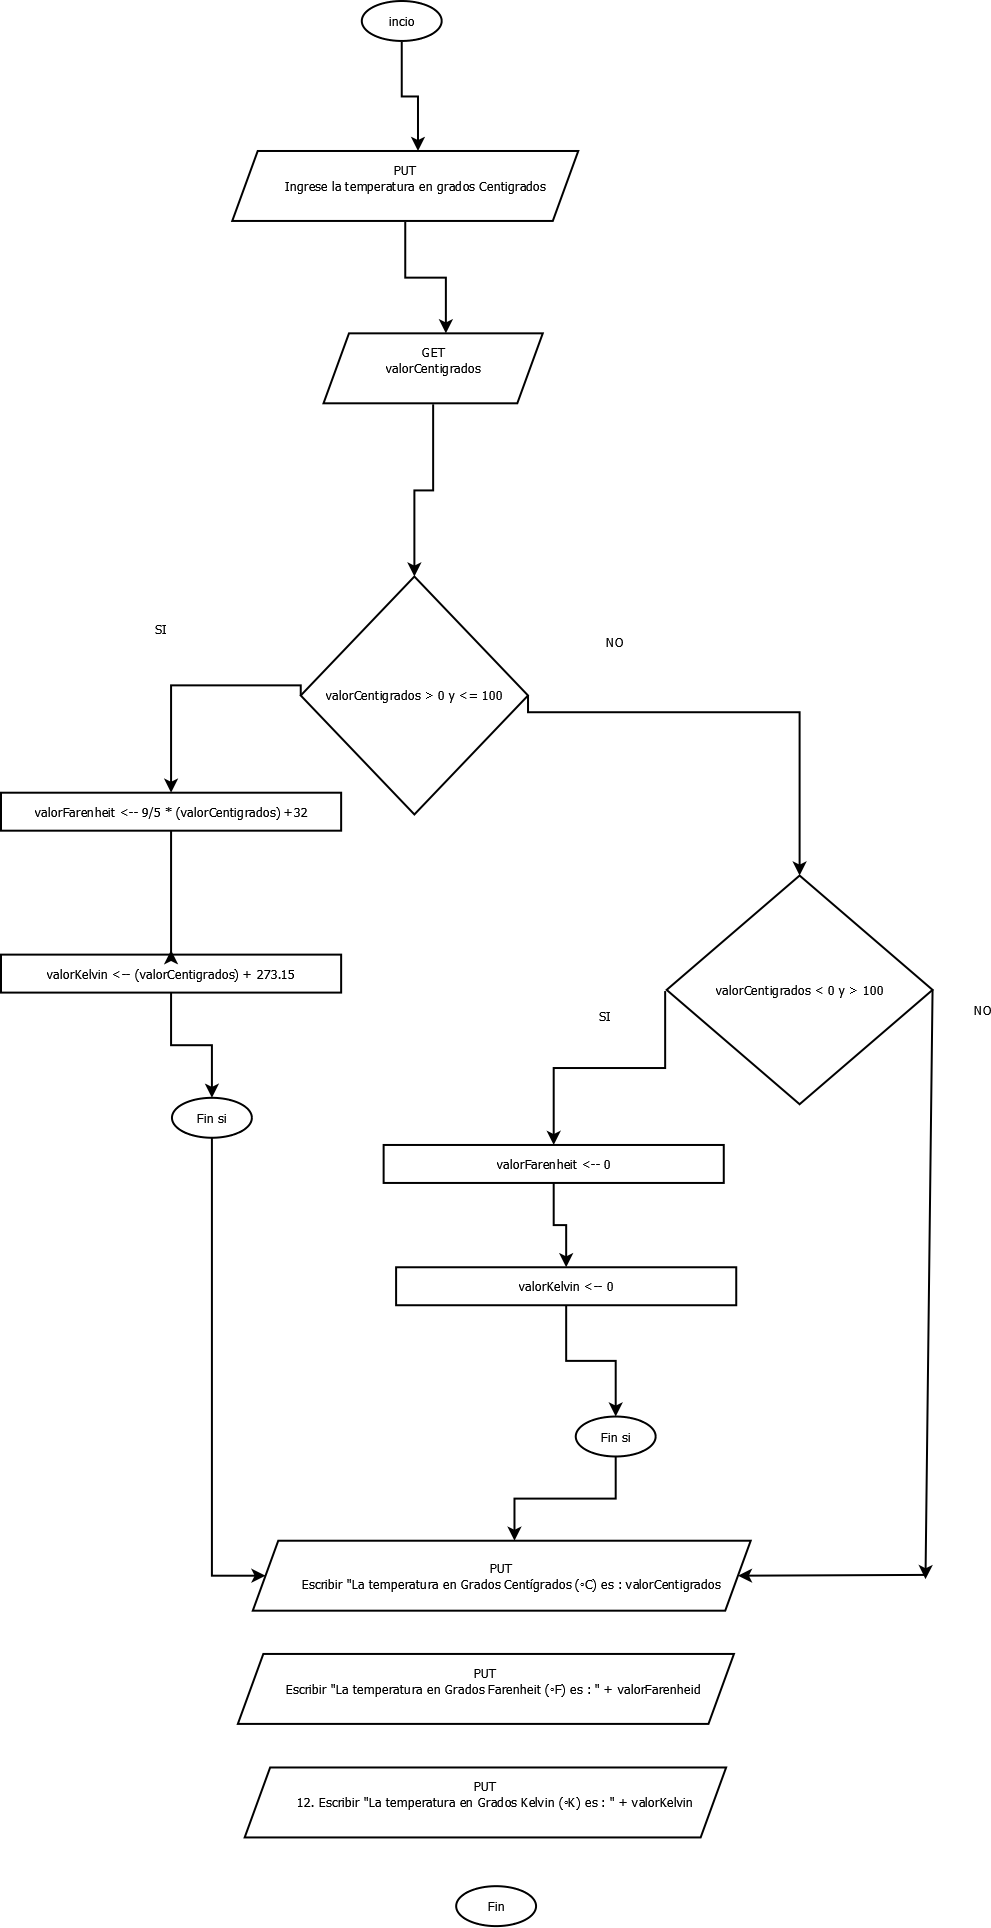 incio
PUT
Ingrese la temperatura en grados Centigrados
GET
valorCentigrados
SI
NO
valorCentigrados > 0 y <= 100
valorFarenheit <-- 9/5 * (valorCentigrados) +32
valorKelvin <— (valorCentigrados) + 273.15
valorCentigrados < 0 y > 100
SI
NO
Fin si
valorFarenheit <-- 0
valorKelvin <— 0
Fin si
PUT
Escribir "La temperatura en Grados Centígrados (◦C) es : valorCentigrados
PUT
Escribir "La temperatura en Grados Farenheit (◦F) es : " + valorFarenheid
PUT
12. Escribir "La temperatura en Grados Kelvin (◦K) es : " + valorKelvin
Fin